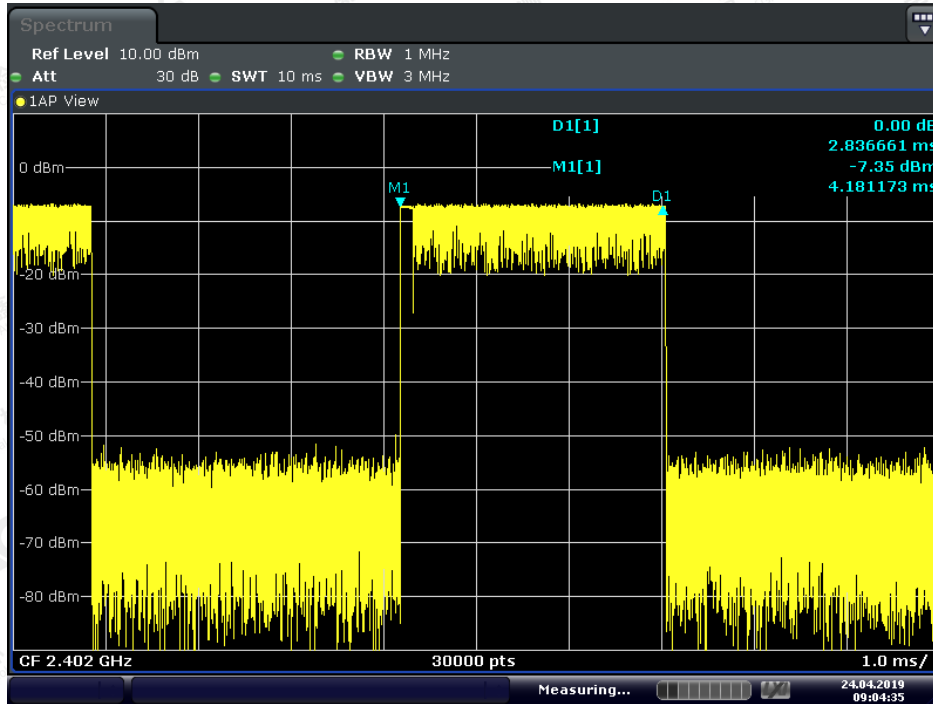 Spectrum
Ref Level 10.00 dBm RBW 1 MHz
Att 30 dB SWT 10 ms VBW 3 MHz
1AP View
D1[1] 0.00 dB
2.836661 ms
0 dBm M1[1] -7.35 dBm
4.181173 ms
M1
D1
-20 dBm
-30 dBm
-40 dBm
-50 dBm
-60 dBm
-70 dBm
-80 dBm
CF 2.402 GHz 30000 pts 1.0 ms/
Measuring... 24.04.2019
09:04:35